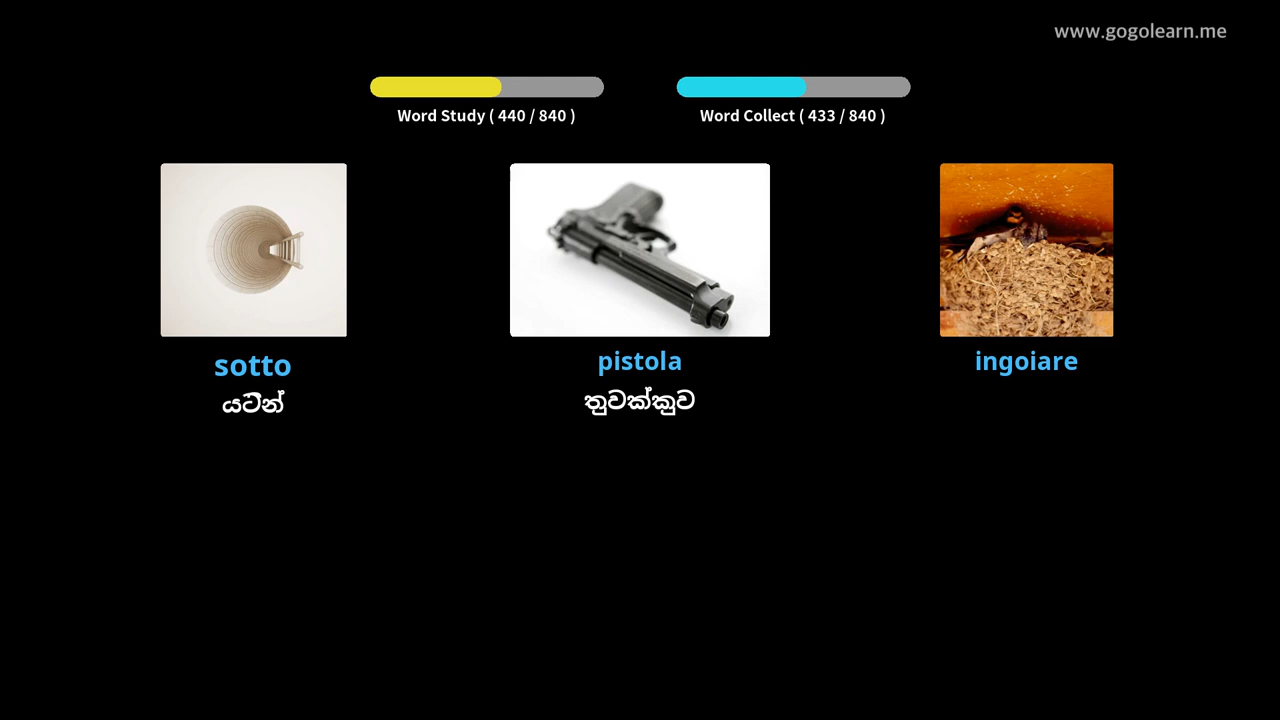 www.gogolearn.me
Word Study ( 440 / 840 )
Word Collect ( 433 / 840 )
sotto
යටින්
pistola
තුවක්කුව
ingoiare